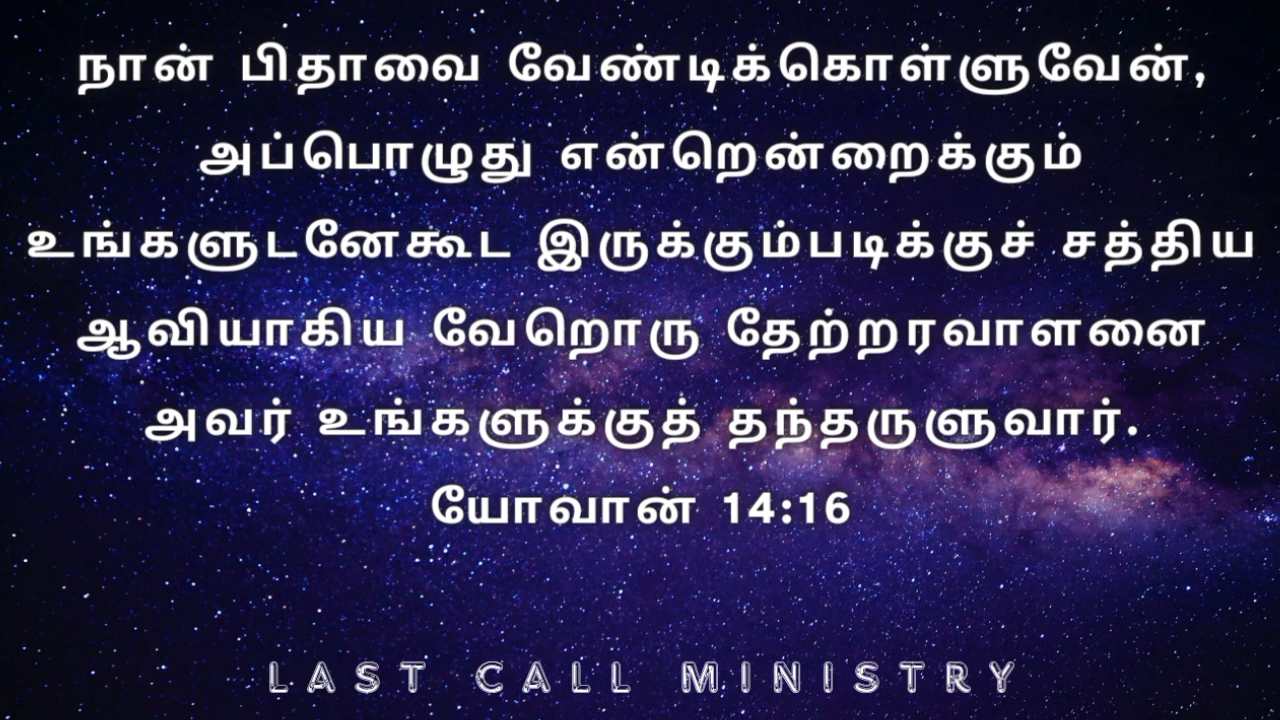 நான் பிதாவை வேண்டிக்கொள்ளுவேன்,
அப்பொழுது என்றென்றைக்கும்
உங்களுடனேகூட இருக்கும்படிக்குச் சத்திய
ஆவியாகிய வேறொரு தேற்றரவாளனை
அவர் உங்களுக்குத் தந்தருளுவார்.
யோவான் 14:16
LAST CALL MINISTRY